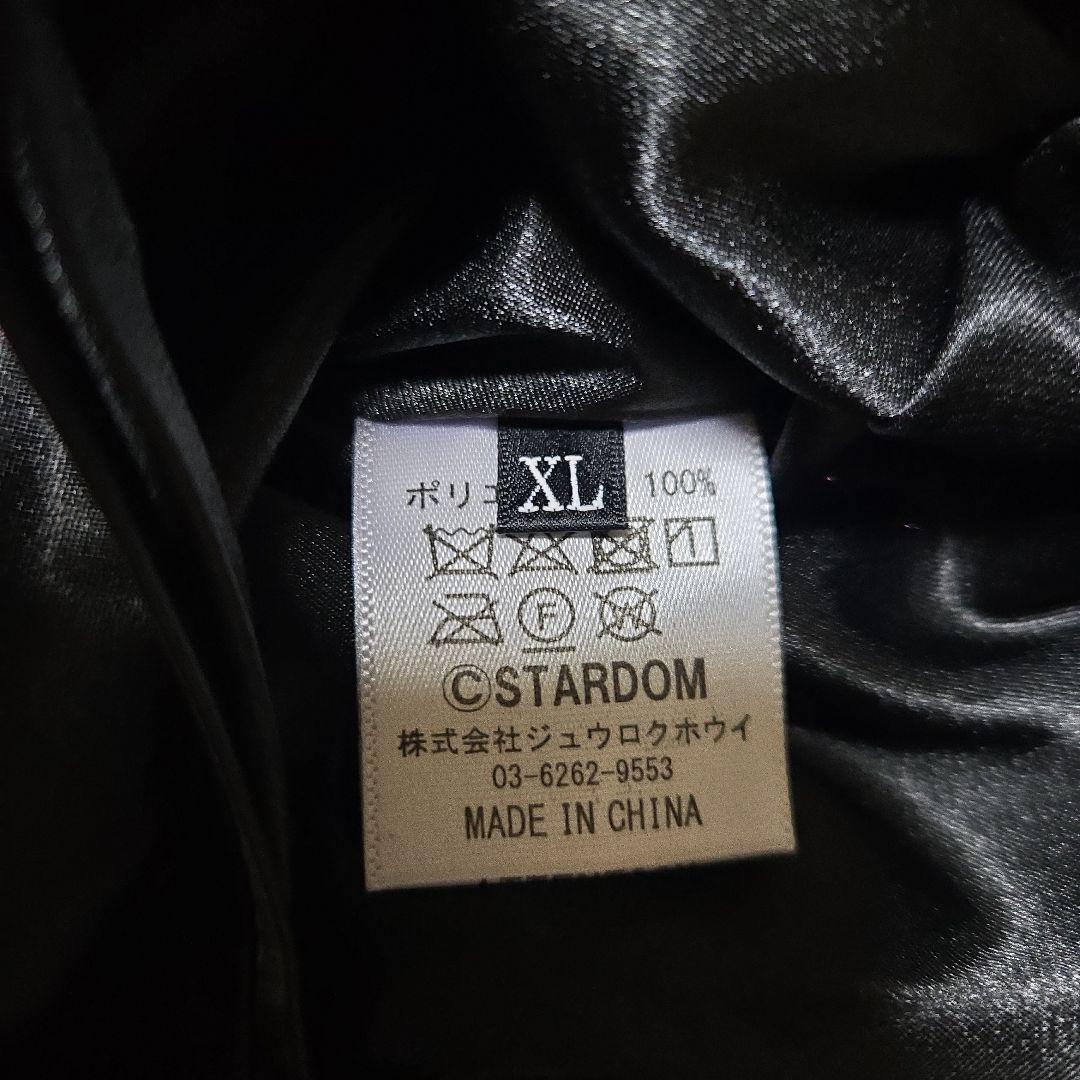 XL
ポリエ 100%
F
W
©STARDOM
株式会社ジュウロクホウイ
03-6262-9553
MADE IN CHINA